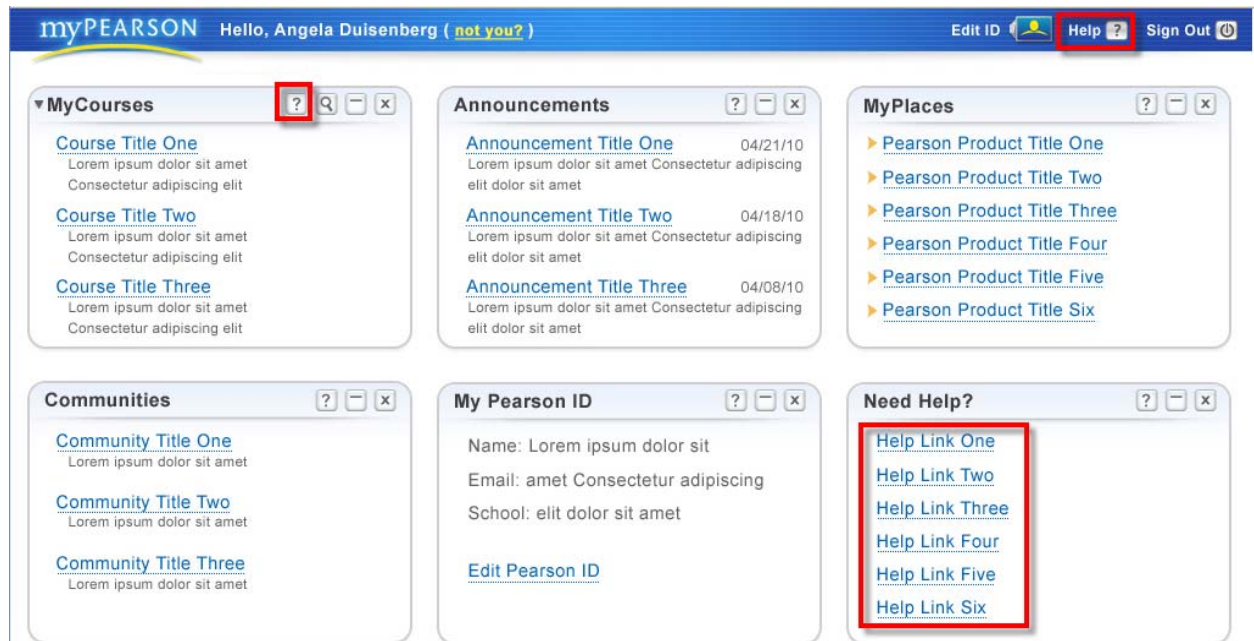 myPEARSON Hello, Angela Duisenberg ( not you? ) Edit ID Help ? Sign Out
MyCourses ?
Course Title One
Lorem ipsum dolor sit amet
Consectetur adipiscing elit
Course Title Two
Lorem ipsum dolor sit amet
Consectetur adipiscing elit
Course Title Three
Lorem ipsum dolor sit amet
Consectetur adipiscing elit
Announcements ?
Announcement Title One 04/21/10
Lorem ipsum dolor sit amet Consectetur adipiscing
elit dolor sit amet
Announcement Title Two 04/18/10
Lorem ipsum dolor sit amet Consectetur adipiscing
elit dolor sit amet
Announcement Title Three 04/08/10
Lorem ipsum dolor sit amet Consectetur adipiscing
elit dolor sit amet
MyPlaces ?
Pearson Product Title One
Pearson Product Title Two
Pearson Product Title Three
Pearson Product Title Four
Pearson Product Title Five
Pearson Product Title Six
Communities ?
Community Title One
Lorem ipsum dolor sit amet
Community Title Two
Lorem ipsum dolor sit amet
Community Title Three
Lorem ipsum dolor sit amet
My Pearson ID ?
Name: Lorem ipsum dolor sit
Email: amet Consectetur adipiscing
School: elit dolor sit amet
Edit Pearson ID
Need Help? ?
Help Link One
Help Link Two
Help Link Three
Help Link Four
Help Link Five
Help Link Six